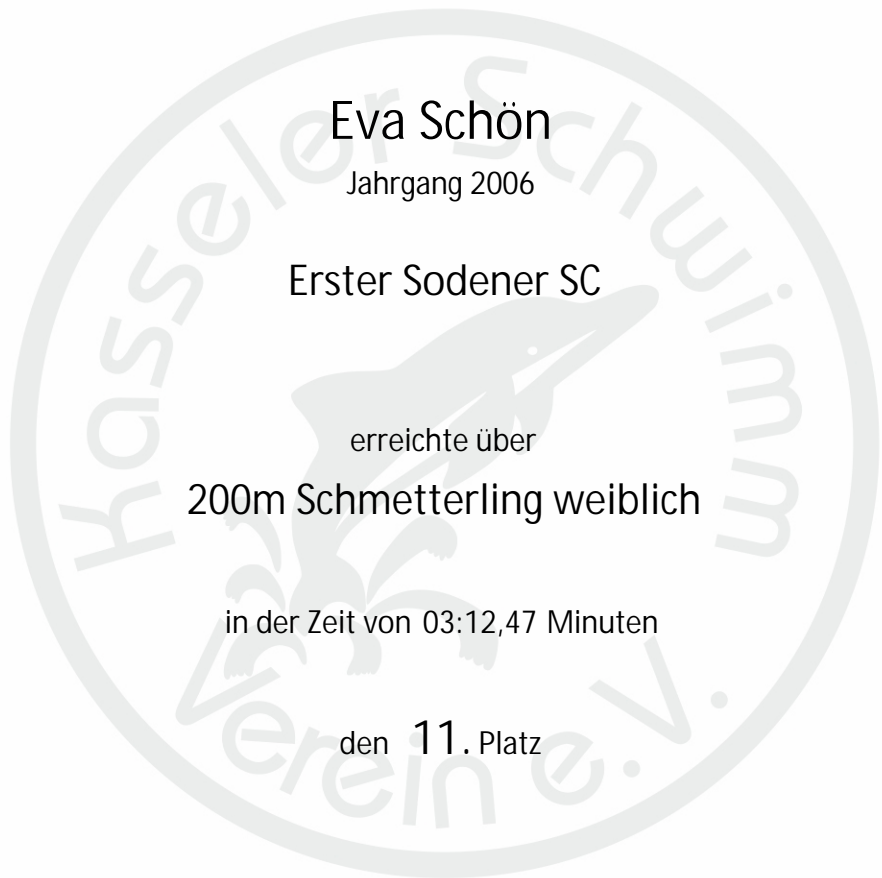 Eva Schön
Jahrgang 2006
Erster Sodener SC
erreichte über
200m Schmetterling weiblich
in der Zeit von 03:12,47 Minuten
den 11. Platz
Kasseler Schwimm
Verein e.V.